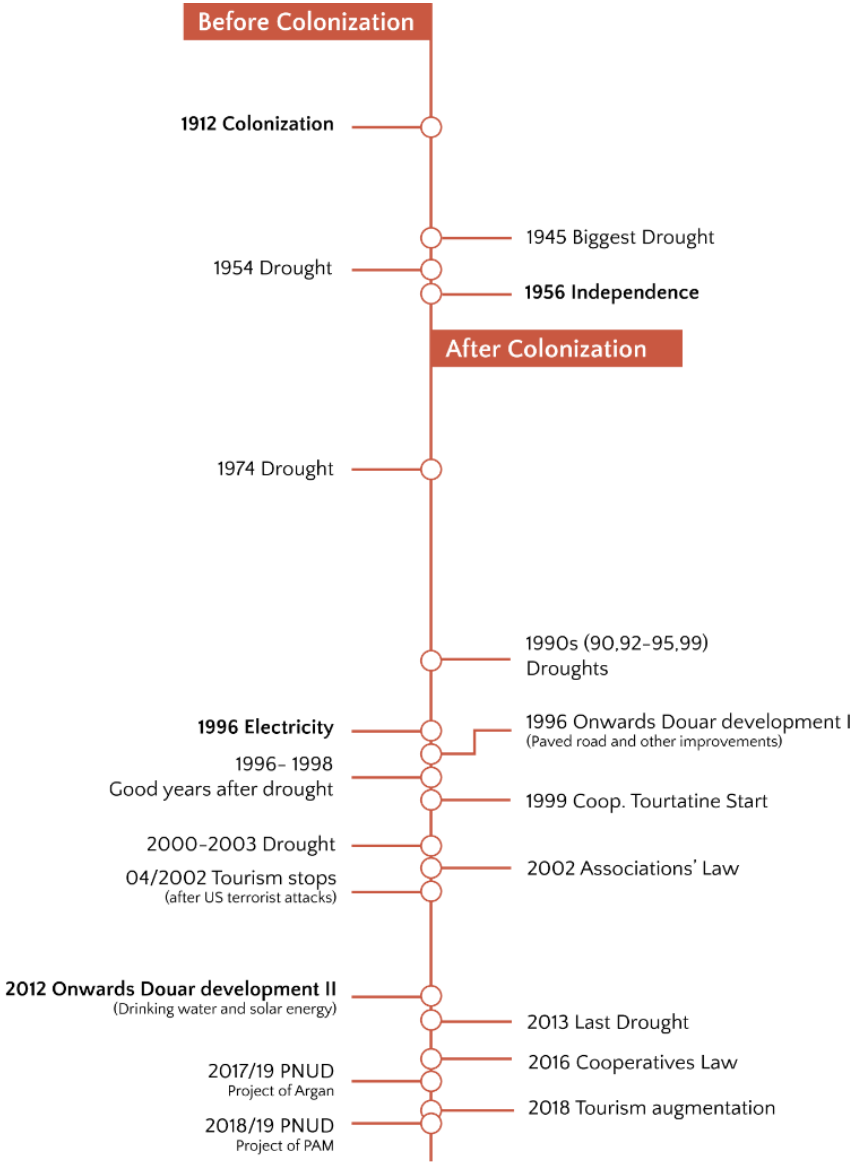 Before Colonization
1912 Colonization
1945 Biggest Drought
1954 Drought
1956 Independence
After Colonization
1974 Drought
1990s (90,92-95,99)
Droughts
1996 Electricity
1996 Onwards Douar development I
(Paved road and other improvements)
1996- 1998
Good years after drought
1999 Coop. Tourtatine Start
2000-2003 Drought
2002 Associations' Law
04/2002 Tourism stops
(after US terrorist attacks)
2012 Onwards Douar development II
(Drinking water and solar energy)
2013 Last Drought
2016 Cooperatives Law
2017/19 PNUD
Project of Argan
2018 Tourism augmentation
2018/19 PNUD
Project of PAM